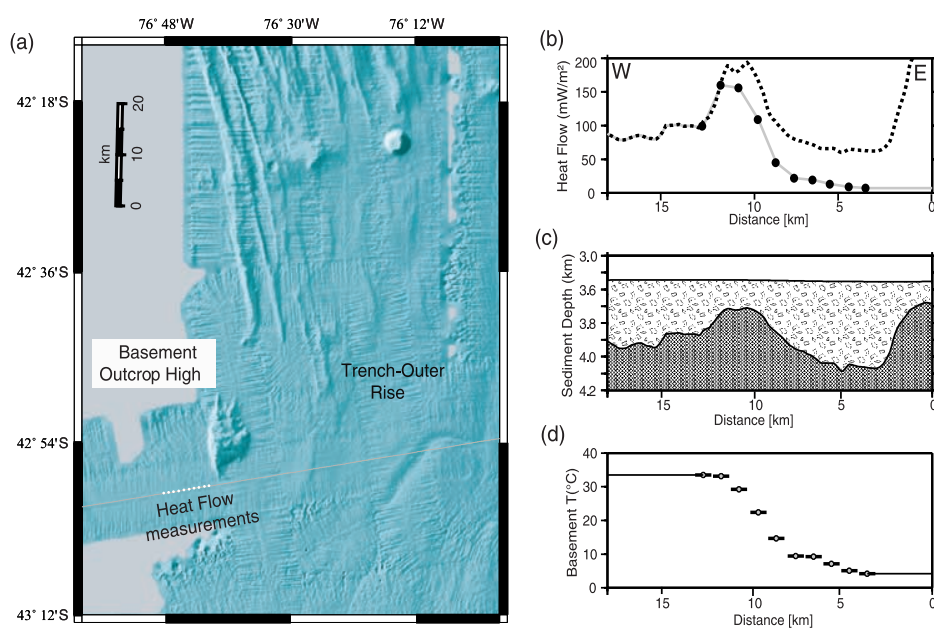 (a)
76° 48'W
76° 30'W
76° 12'W
42° 18'S
42° 36'S
42° 54'S
43° 12'S
km
20
10
0
Basement
Outcrop High
Trench-Outer
Rise
Heat Flow
measurements
(b)
W
E
Heat Flow (mW/m²)
200
150
100
50
0
15
10
5
0
Distance [km]
(c)
Sediment Depth (km)
3.0
3.6
3.8
4.0
4.2
15
10
5
0
Distance [km]
(d)
Basement T(°C)
40
30
20
10
0
15
10
5
0
Distance [km]